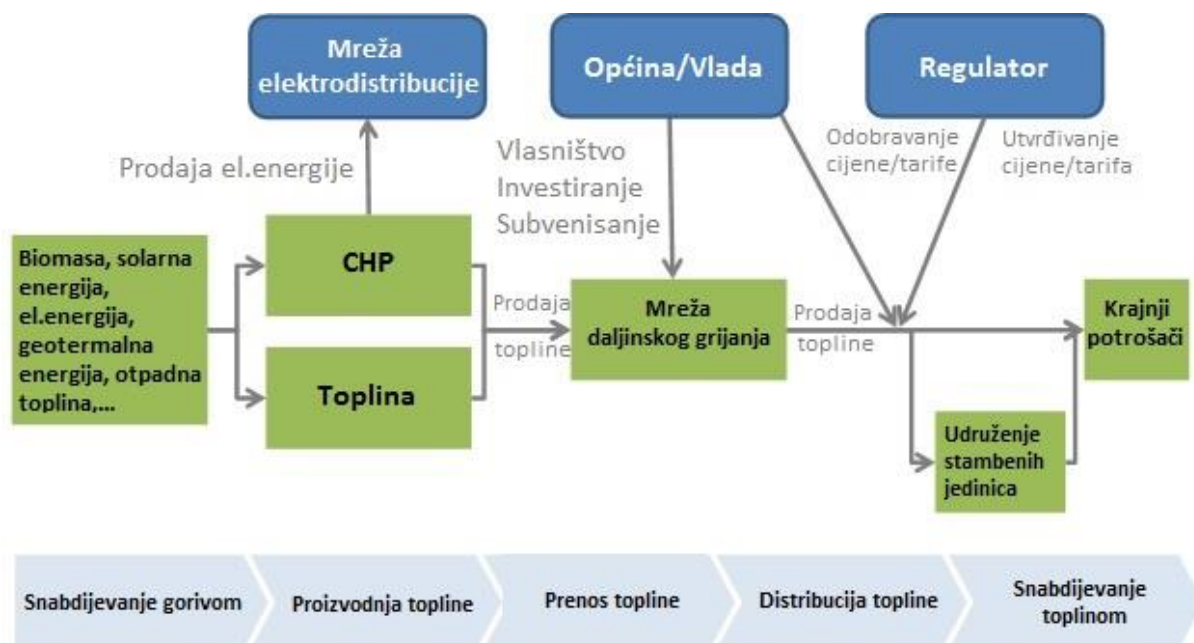 Mreža
elektrodistribucije
Općina/Vlada
Regulator
Prodaja el.energije
Vlasništvo
Investiranje
Subvenisanje
Odobravanje
cijene/tarife
Utvrđivanje
cijene/tarifa
Biomasa, solarna
energija,
el.energija,
geotermalna
energija, otpadna
toplina,...
CHP
Toplina
Prodaja
topline
Mreža
daljinskog grijanja
Prodaja
topline
Krajnji
potrošači
Udruženje
stambenih
jedinica
Snabdijevanje gorivom
Proizvodnja topline
Prenos topline
Distribucija topline
Snabdijevanje
toplinom